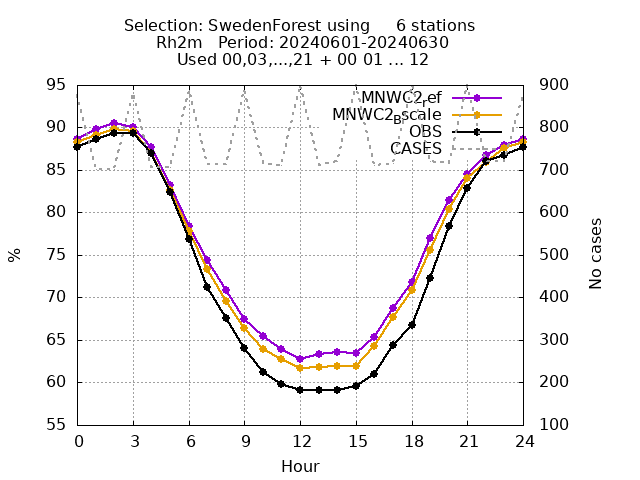 Selection: SwedenForest using     6 stations
Rh2m   Period: 20240601-20240630
Used 00,03,...,21 + 00 01 ... 12
95 900
MNWC2ref
MNWC2Bscale
90 800
OBS
CASES
85 700
80 600
75 500
% No cases
70 400
65 300
60 200
55 100
0 3 6 9 12 15 18 21 24
Hour